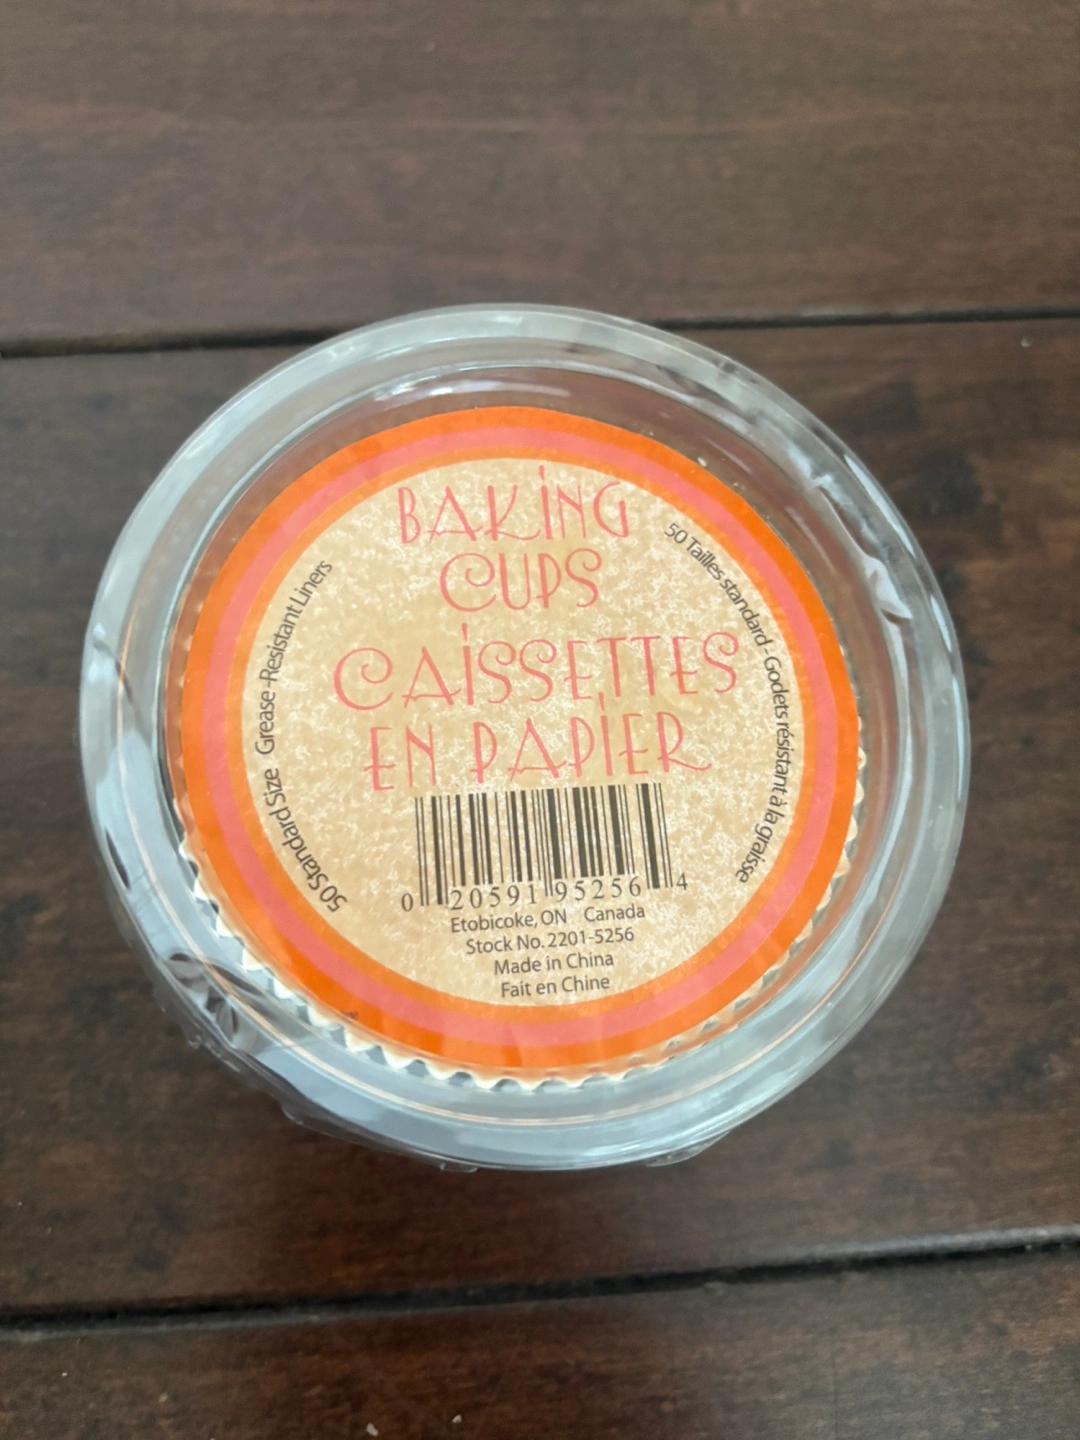 BAKING
CUPS
CAISSETTES
EN PAPIER
50 Standard Size Grease -Resistant Liners
50 Tailles standard - Godets résistant à la graisse
0 20591 95256 4
Etobicoke, ON Canada
Stock No. 2201-5256
Made in China
Fait en Chine